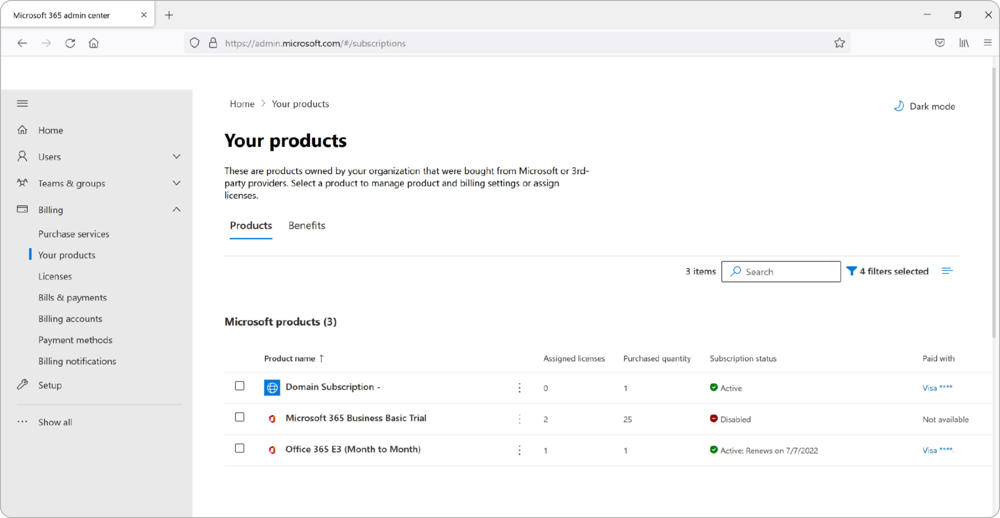 Microsoft 365 admin center
https://admin.microsoft.com/#/subscriptions
Home
Users
Teams & groups
Billing
Purchase services
Your products
Licenses
Bills & payments
Billing accounts
Payment methods
Billing notifications
Setup
Show all
Home > Your products
Dark mode
Your products
These are products owned by your organization that were bought from Microsoft or 3rd-
party providers. Select a product to manage product and billing settings or assign
licenses.
Products Benefits
3 items Search 4 filters selected
Microsoft products (3)
Product name ↑ Assigned licenses Purchased quantity Subscription status Paid with
Domain Subscription - 0 1 Active Visa ****
Microsoft 365 Business Basic Trial 2 25 Disabled Not available
Office 365 E3 (Month to Month) 1 1 Active: Renews on 7/7/2022 Visa ****.